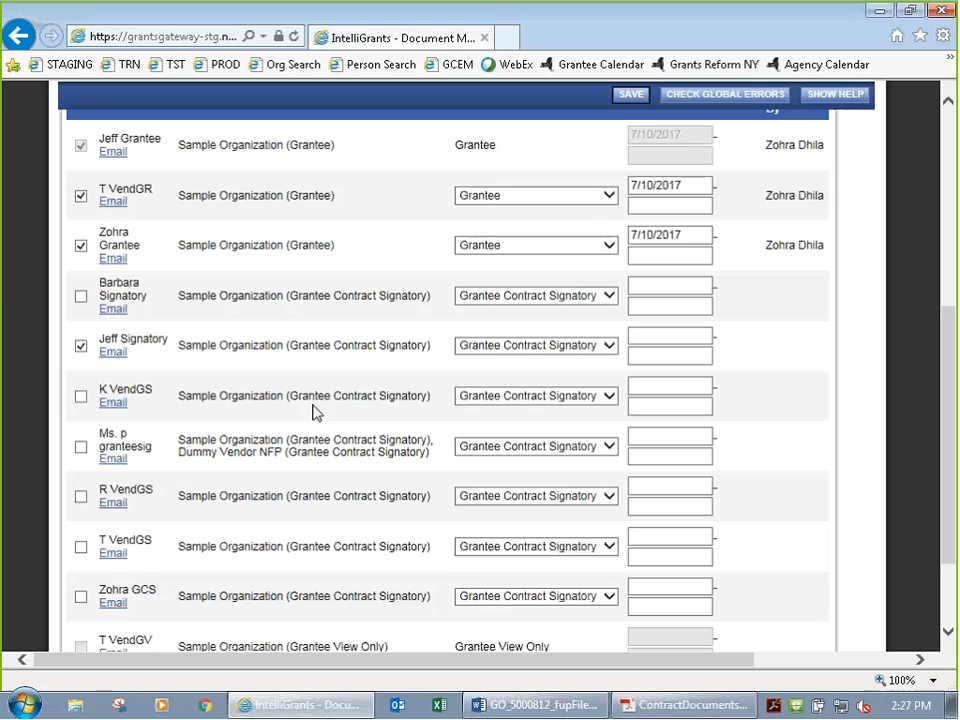 https://grantsgateway-stg.n...
IntelliGrants - Document M...
STAGING
TRN
TST
PROD
Org Search
Person Search
GCEM
WebEx
Grantee Calendar
Grants Reform NY
Agency Calendar
SAVE
CHECK GLOBAL ERRORS
SHOW HELP
Jeff Grantee
Email
Sample Organization (Grantee)
Grantee
7/10/2017
-
Zohra Dhila
T VendGR
Email
Sample Organization (Grantee)
Grantee
7/10/2017
-
Zohra Dhila
Zohra
Grantee
Email
Sample Organization (Grantee)
Grantee
7/10/2017
-
Zohra Dhila
Barbara
Signatory
Email
Sample Organization (Grantee Contract Signatory)
Grantee Contract Signatory
-
Jeff Signatory
Email
Sample Organization (Grantee Contract Signatory)
Grantee Contract Signatory
-
K VendGS
Email
Sample Organization (Grantee Contract Signatory)
Grantee Contract Signatory
-
Ms. p
granteesig
Email
Sample Organization (Grantee Contract Signatory),
Dummy Vendor NFP (Grantee Contract Signatory)
Grantee Contract Signatory
-
R VendGS
Email
Sample Organization (Grantee Contract Signatory)
Grantee Contract Signatory
-
T VendGS
Email
Sample Organization (Grantee Contract Signatory)
Grantee Contract Signatory
-
Zohra GCS
Email
Sample Organization (Grantee Contract Signatory)
Grantee Contract Signatory
-
T VendGV
Sample Organization (Grantee View Only)
Grantee View Only
-
100%
IntelliGrants - Docu...
GO_5000812_fupFile...
ContractDocuments...
2:27 PM